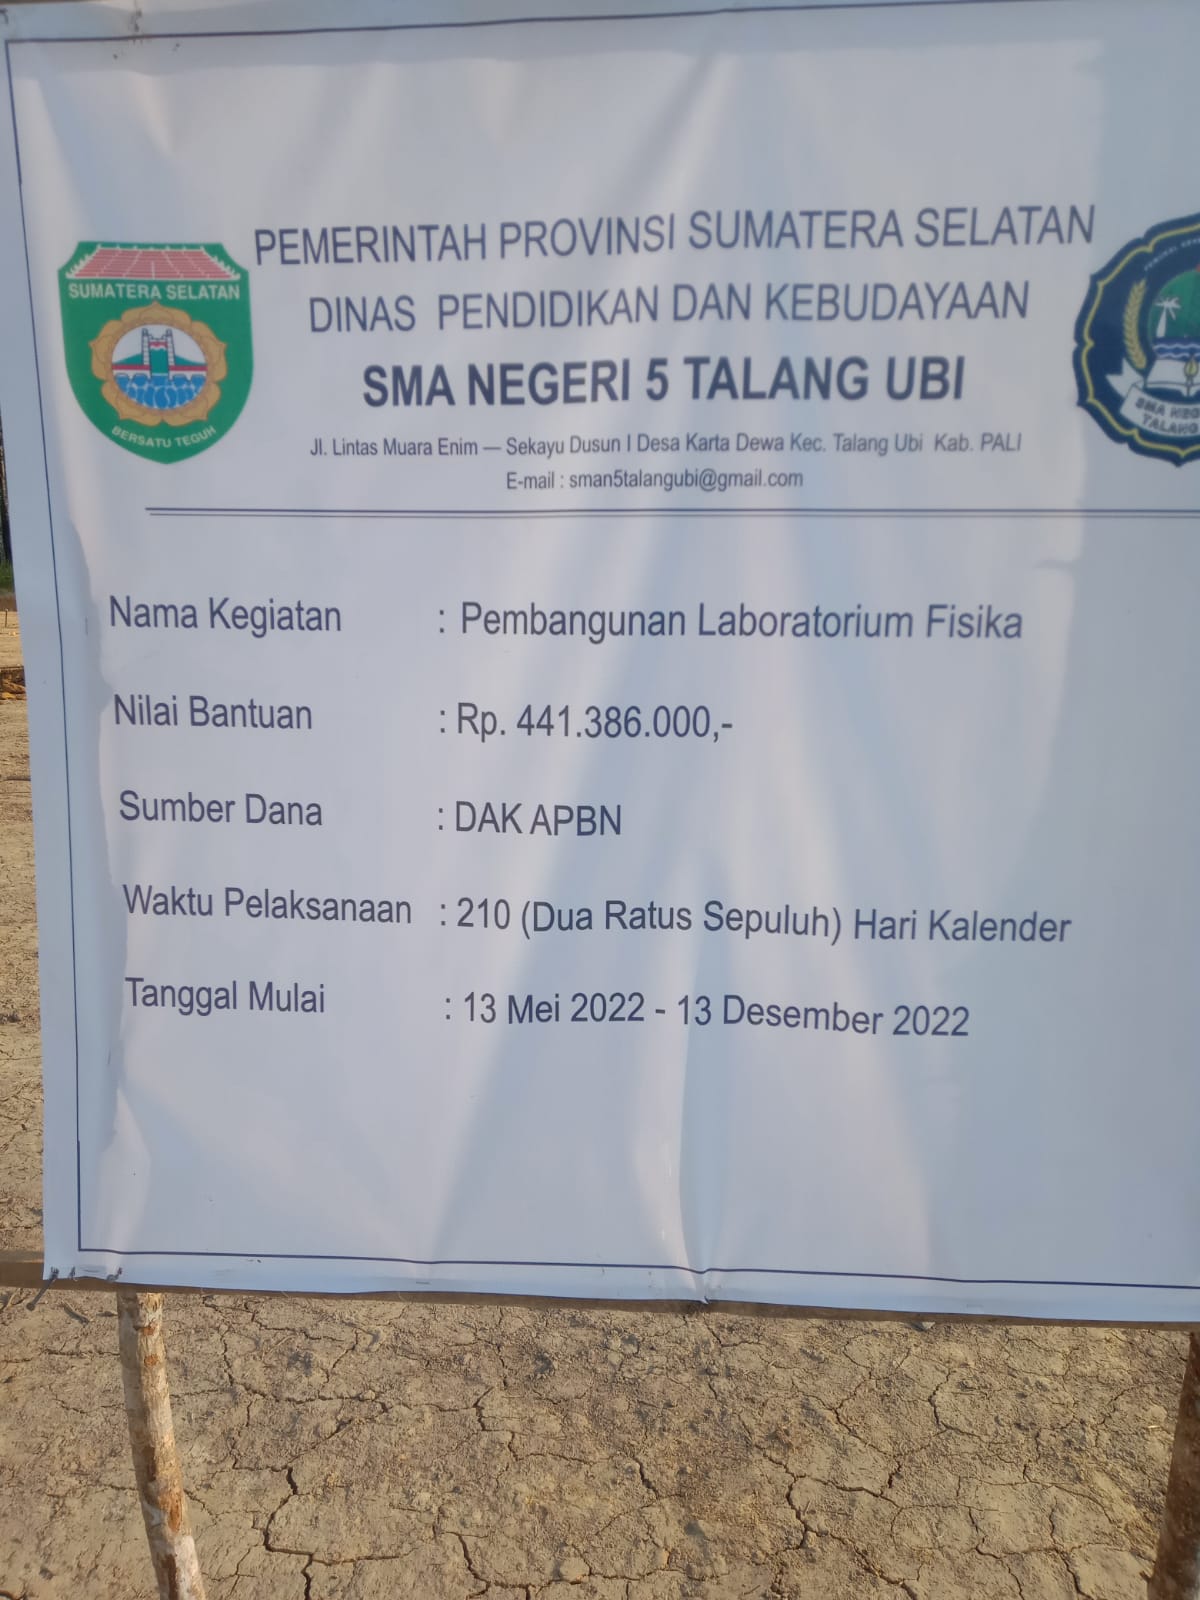 PEMERINTAH PROVINSI SUMATERA SELATAN
DINAS PENDIDIKAN DAN KEBUDAYAAN
SMA NEGERI 5 TALANG UBI
Jl. Lintas Muara Enim — Sekayu Dusun I Desa Karta Dewa Kec. Talang Ubi Kab. PALI
E-mail : sman5talangubi@gmail.com
SUMATERA SELATAN
BERSATU TEGUH
SMA NEG
TALANG
Nama Kegiatan : Pembangunan Laboratorium Fisika
Nilai Bantuan : Rp. 441.386.000,-
Sumber Dana : DAK APBN
Waktu Pelaksanaan : 210 (Dua Ratus Sepuluh) Hari Kalender
Tanggal Mulai : 13 Mei 2022 - 13 Desember 2022